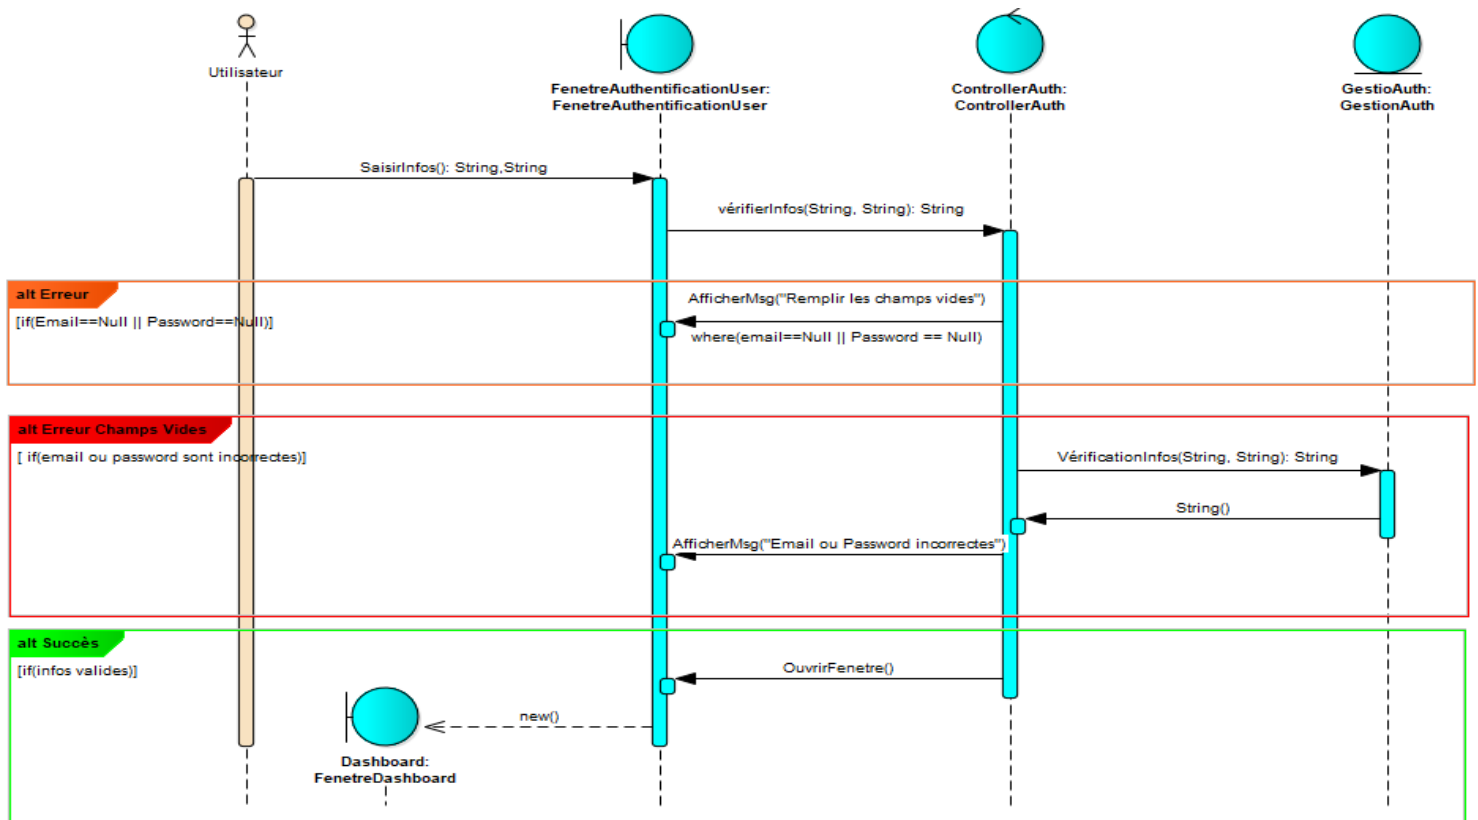 Utilisateur
FenetreAuthentificationUser:
FenetreAuthentificationUser
ControllerAuth:
ControllerAuth
GestioAuth:
GestionAuth
SaisirInfos(): String,String
vérifierInfos(String, String): String
alt Erreur
[if(Email==Null || Password==Null)]
AfficherMsg("Remplir les champs vides")
where(email==Null || Password == Null)
alt Erreur Champs Vides
[ if(email ou password sont incorrectes)]
VérificationInfos(String, String): String
String()
AfficherMsg("Email ou Password incorrectes")
alt Succès
[if(infos valides)]
OuvrirFenetre()
new()
Dashboard:
FenetreDashboard